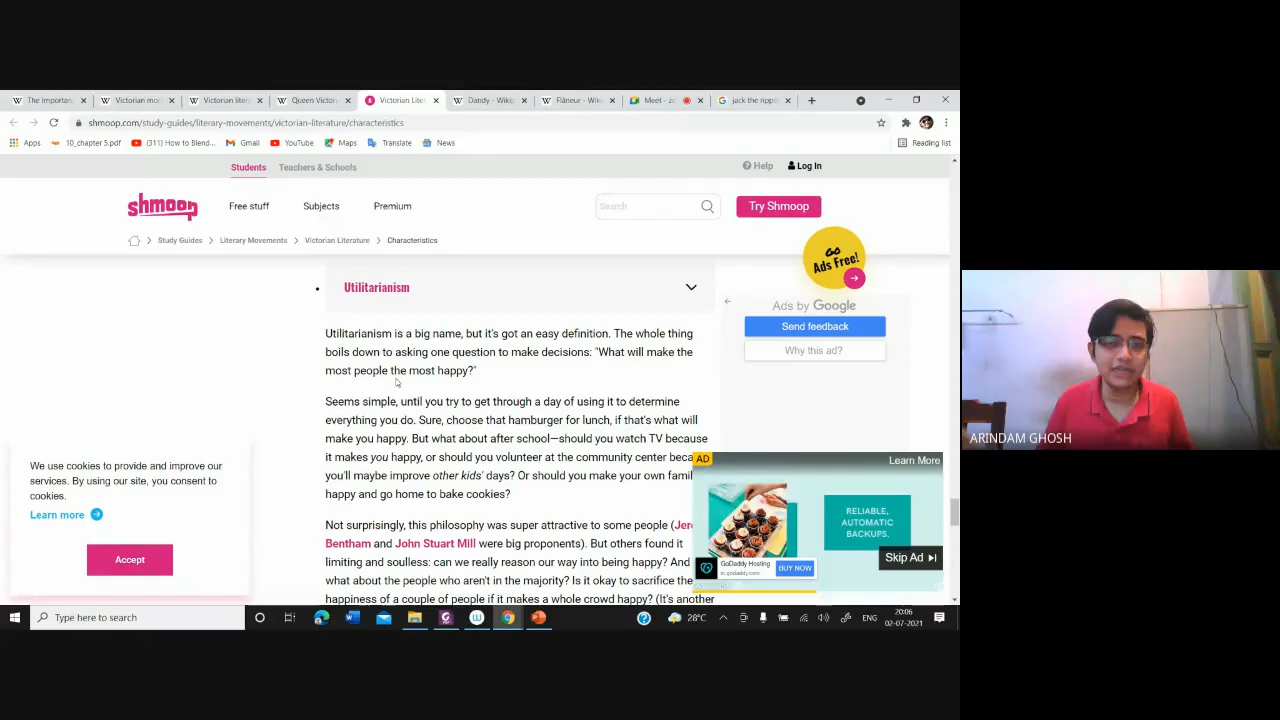 The Importan
Victorian mor
Victorian liter
Queen Victori
Victorian Lite
Dandy - Wikip
Flâneur - Wiki
Meet - zo
jack the rippe
shmoop.com/study-guides/literary-movements/victorian-literature/characteristics
Apps
10_chapter 5.pdf
(311) How to Blend...
Gmail
YouTube
Maps
Translate
News
Reading list
Students
Teachers & Schools
Help
Log In
shmoop
Free stuff
Subjects
Premium
Search
Try Shmoop
Study Guides
Literary Movements
Victorian Literature
Characteristics
GO
Ads Free!
Utilitarianism
Ads by Google
Send feedback
Why this ad?
Utilitarianism is a big name, but it's got an easy definition. The whole thing
boils down to asking one question to make decisions: "What will make the
most people the most happy?"
Seems simple, until you try to get through a day of using it to determine
everything you do. Sure, choose that hamburger for lunch, if that's what will
make you happy. But what about after school—should you watch TV because
it makes you happy, or should you volunteer at the community center beca
you'll maybe improve other kids' days? Or should you make your own famil
happy and go home to bake cookies?
Not surprisingly, this philosophy was super attractive to some people (Jer
Bentham and John Stuart Mill were big proponents). But others found it
limiting and soulless: can we really reason our way into being happy? And
what about the people who aren't in the majority? Is it okay to sacrifice the
happiness of a couple of people if it makes a whole crowd happy? (It's another
We use cookies to provide and improve our
services. By using our site, you consent to
cookies.
Learn more
Accept
AD
Learn More
RELIABLE,
AUTOMATIC
BACKUPS.
Skip Ad
GoDaddy Hosting
in.godaddy.com
BUY NOW
ARINDAM GHOSH
Type here to search
28°C
ENG
20:06
02-07-2021